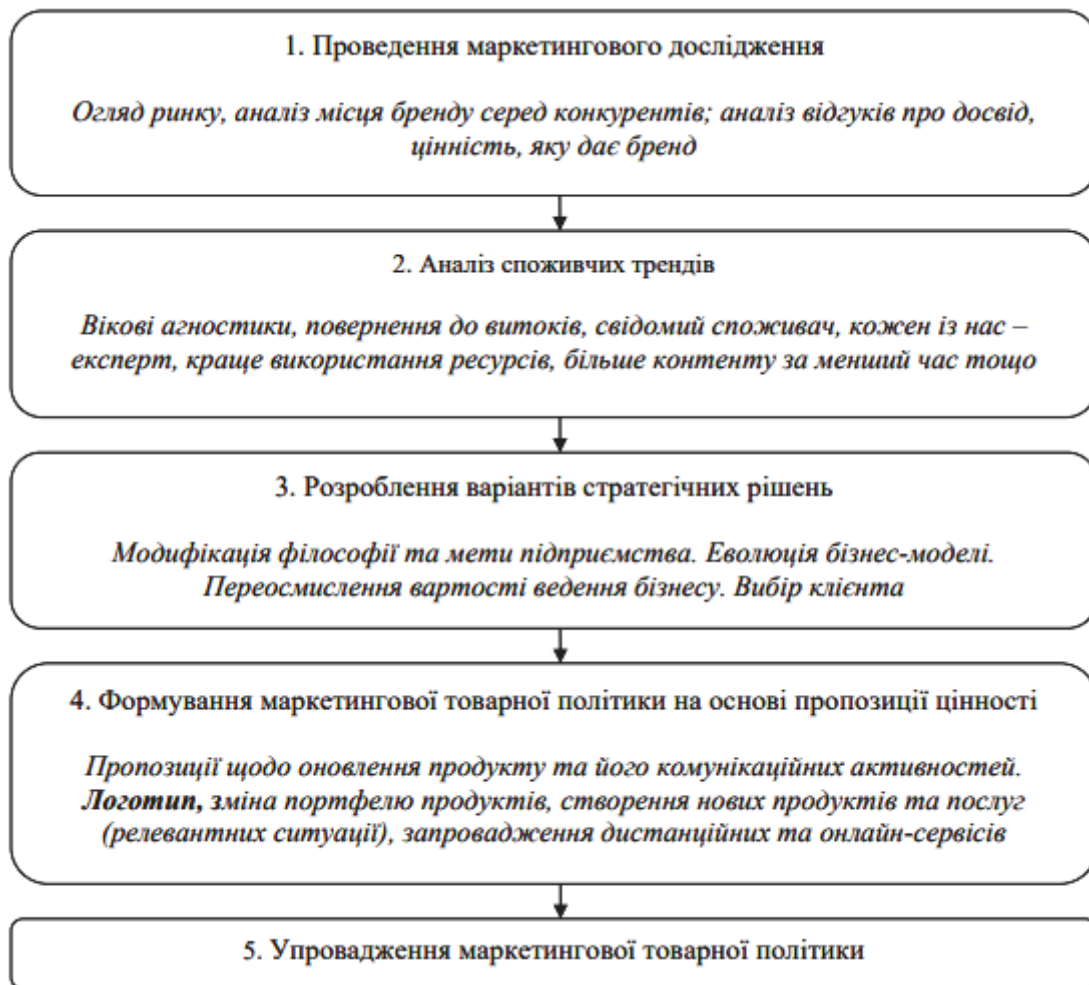 1. Проведення маркетингового дослідження
Огляд ринку, аналіз місця бренду серед конкурентів; аналіз відгуків про досвід,
цінність, яку дає бренд
2. Аналіз споживчих трендів
Вікові агностики, повернення до витоків, свідомий споживач, кожен із нас –
експерт, краще використання ресурсів, більше контенту за менший час тощо
3. Розроблення варіантів стратегічних рішень
Модифікація філософії та мети підприємства. Еволюція бізнес-моделі.
Переосмислення вартості ведення бізнесу. Вибір клієнта
4. Формування маркетингової товарної політики на основі пропозиції цінності
Пропозиції щодо оновлення продукту та його комунікаційних активностей.
Логотип, зміна портфелю продуктів, створення нових продуктів та послуг
(релевантних ситуації), запровадження дистанційних та онлайн-сервісів
5. Упровадження маркетингової товарної політики